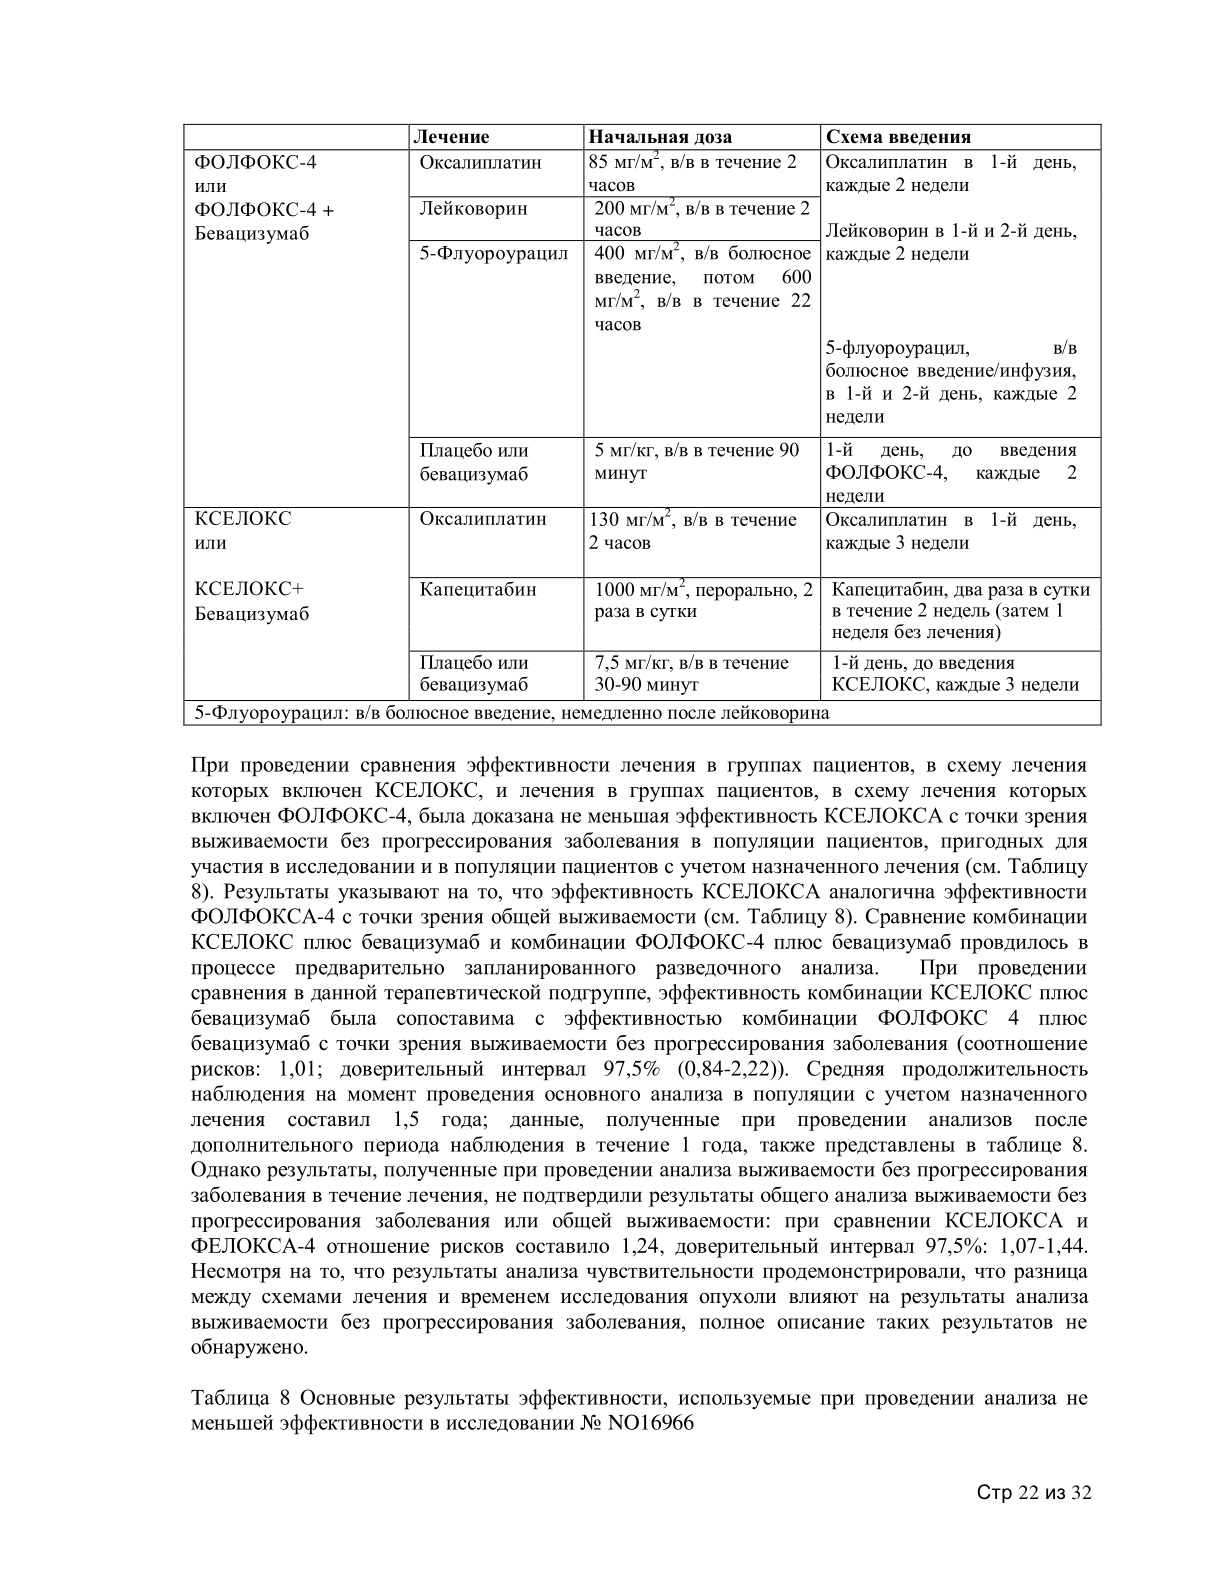 Лечение
Начальная доза
Схема введения
ФОЛФОКС-4
или
ФОЛФОКС-4 +
Бевацизумаб
Оксалиплатин
85 мг/м², в/в в течение 2
часов
Оксалиплатин в 1-й день,
каждые 2 недели
Лейковорин
200 мг/м², в/в в течение 2
часов
Лейковорин в 1-й и 2-й день,
каждые 2 недели
5-Флуороурацил
400 мг/м², в/в болюсное
введение, потом 600
мг/м², в/в в течение 22
часов
5-флуороурацил, в/в
болюсное введение/инфузия,
в 1-й и 2-й день, каждые 2
недели
Плацебо или
бевацизумаб
5 мг/кг, в/в в течение 90
минут
1-й день, до введения
ФОЛФОКС-4, каждые 2
недели
КСЕЛОКС
или
КСЕЛОКС+
Бевацизумаб
Оксалиплатин
130 мг/м², в/в в течение
2 часов
Оксалиплатин в 1-й день,
каждые 3 недели
Капецитабин
1000 мг/м², перорально, 2
раза в сутки
Капецитабин, два раза в сутки
в течение 2 недель (затем 1
неделя без лечения)
Плацебо или
бевацизумаб
7,5 мг/кг, в/в в течение
30-90 минут
1-й день, до введения
КСЕЛОКС, каждые 3 недели
5-Флуороурацил: в/в болюсное введение, немедленно после лейковорина
При проведении сравнения эффективности лечения в группах пациентов, в схему лечения
которых включен КСЕЛОКС, и лечения в группах пациентов, в схему лечения которых
включен ФОЛФОКС-4, была доказана не меньшая эффективность КСЕЛОКСА с точки зрения
выживаемости без прогрессирования заболевания в популяции пациентов, пригодных для
участия в исследовании и в популяции пациентов с учетом назначенного лечения (см. Таблицу
8). Результаты указывают на то, что эффективность КСЕЛОКСА аналогична эффективности
ФОЛФОКСА-4 с точки зрения общей выживаемости (см. Таблицу 8). Сравнение комбинации
КСЕЛОКС плюс бевацизумаб и комбинации ФОЛФОКС-4 плюс бевацизумаб провдилось в
процессе предварительно запланированного разведочного анализа. При проведении
сравнения в данной терапевтической подгруппе, эффективность комбинации КСЕЛОКС плюс
бевацизумаб была сопоставима с эффективностью комбинации ФОЛФОКС 4 плюс
бевацизумаб с точки зрения выживаемости без прогрессирования заболевания (соотношение
рисков: 1,01; доверительный интервал 97,5% (0,84-2,22)). Средняя продолжительность
наблюдения на момент проведения основного анализа в популяции с учетом назначенного
лечения составил 1,5 года; данные, полученные при проведении анализов после
дополнительного периода наблюдения в течение 1 года, также представлены в таблице 8.
Однако результаты, полученные при проведении анализа выживаемости без прогрессирования
заболевания в течение лечения, не подтвердили результаты общего анализа выживаемости без
прогрессирования заболевания или общей выживаемости: при сравнении КСЕЛОКСА и
ФЕЛОКСА-4 отношение рисков составило 1,24, доверительный интервал 97,5%: 1,07-1,44.
Несмотря на то, что результаты анализа чувствительности продемонстрировали, что разница
между схемами лечения и временем исследования опухоли влияют на результаты анализа
выживаемости без прогрессирования заболевания, полное описание таких результатов не
обнаружено.
Таблица 8 Основные результаты эффективности, используемые при проведении анализа не
меньшей эффективности в исследовании № NO16966
Стр 22 из 32